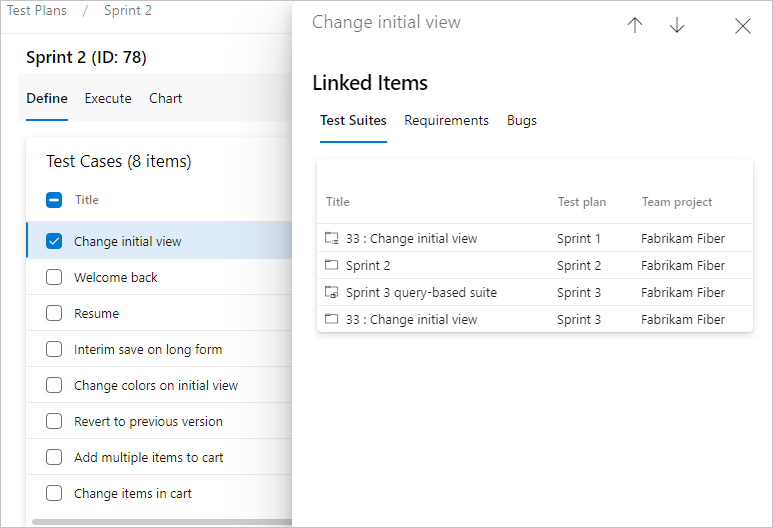 Test Plans / Sprint 2
Sprint 2 (ID: 78)
Define Execute Chart
Test Cases (8 items)
Title
Change initial view
Welcome back
Resume
Interim save on long form
Change colors on initial view
Revert to previous version
Add multiple items to cart
Change items in cart
Change initial view
Linked Items
Test Suites Requirements Bugs
Title Test plan Team project
33 : Change initial view Sprint 1 Fabrikam Fiber
Sprint 2 Sprint 2 Fabrikam Fiber
Sprint 3 query-based suite Sprint 3 Fabrikam Fiber
33 : Change initial view Sprint 3 Fabrikam Fiber